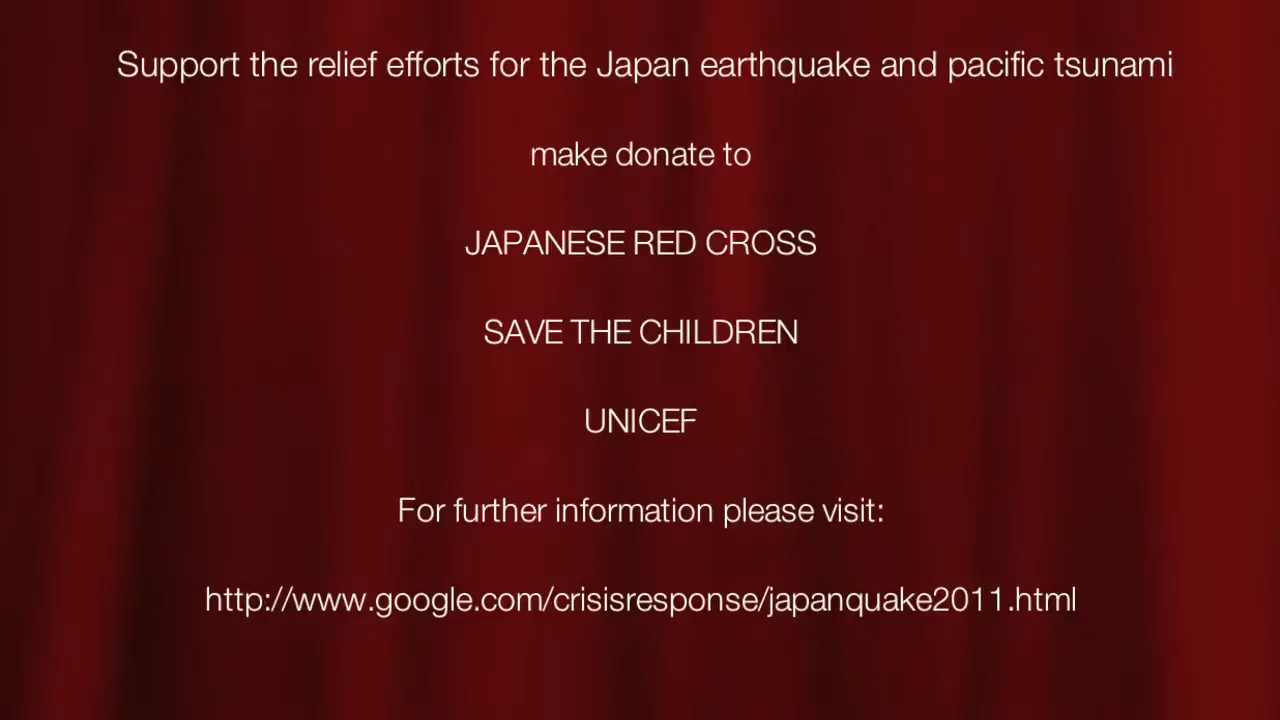 Support the relief efforts for the Japan earthquake and pacific tsunami
make donate to
JAPANESE RED CROSS
SAVE THE CHILDREN
UNICEF
For further information please visit:
http://www.google.com/crisisresponse/japanquake2011.html